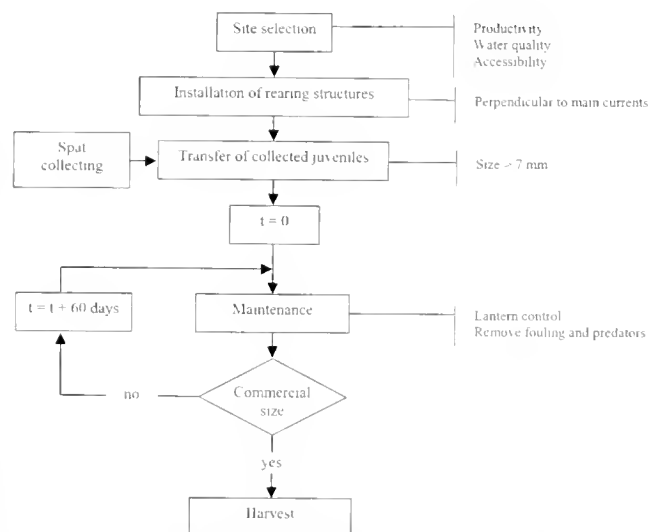 Site selection
Productivity
Water quality
Accessibility
Installation of rearing structures
Perpendicular to main currents
Spat
collecting
Transfer of collected juveniles
Size > 7 mm
t = 0
t = t + 60 days
Maintenance
Lantern control
Remove fouling and predators
no
Commercial
size
yes
Harvest